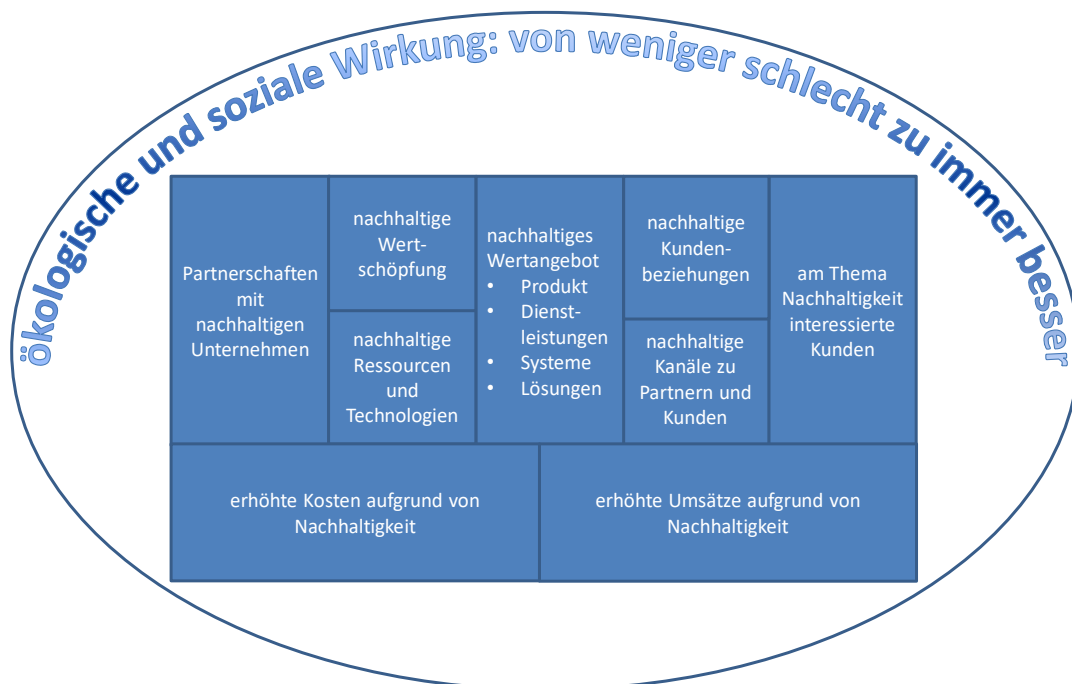 ökologische und soziale Wirkung: von weniger schlecht zu immer besser
Partnerschaften
mit
nachhaltigen
Unternehmen
nachhaltige
Wert-
schöpfung
nachhaltige
Ressourcen
und
Technologien
nachhaltiges
Wertangebot
• Produkt
• Dienst-
leistungen
• Systeme
• Lösungen
nachhaltige
Kunden-
beziehungen
nachhaltige
Kanäle zu
Partnern und
Kunden
am Thema
Nachhaltigkeit
interessierte
Kunden
erhöhte Kosten aufgrund von
Nachhaltigkeit
erhöhte Umsätze aufgrund von
Nachhaltigkeit